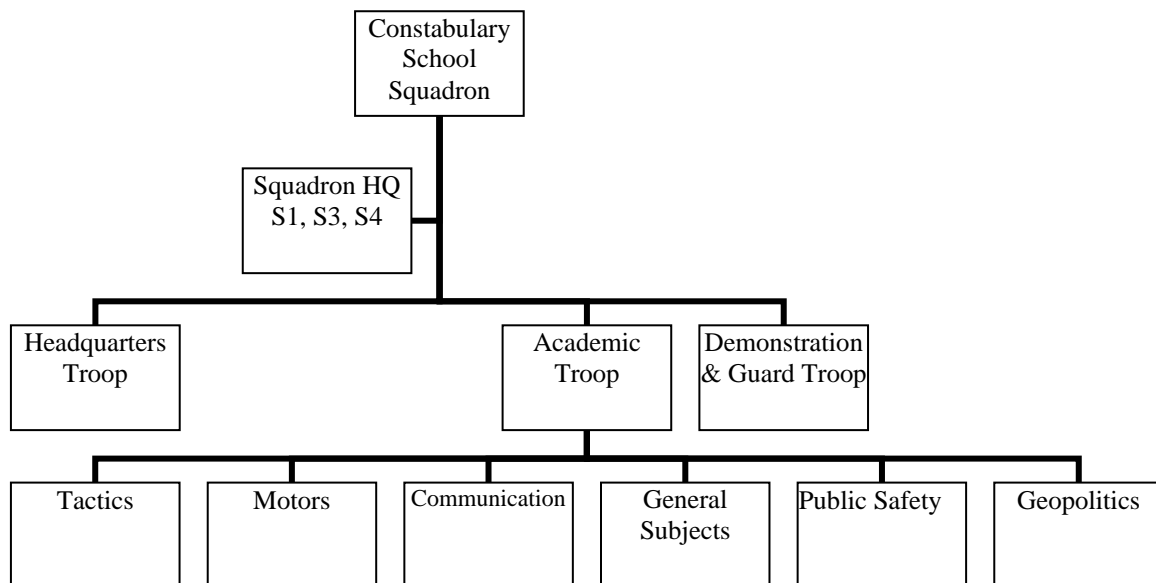 Constabulary
School
Squadron
Squadron HQ
S1, S3, S4
Headquarters
Troop
Academic
Troop
Demonstration
& Guard Troop
Tactics
Motors
Communication
General
Subjects
Public Safety
Geopolitics